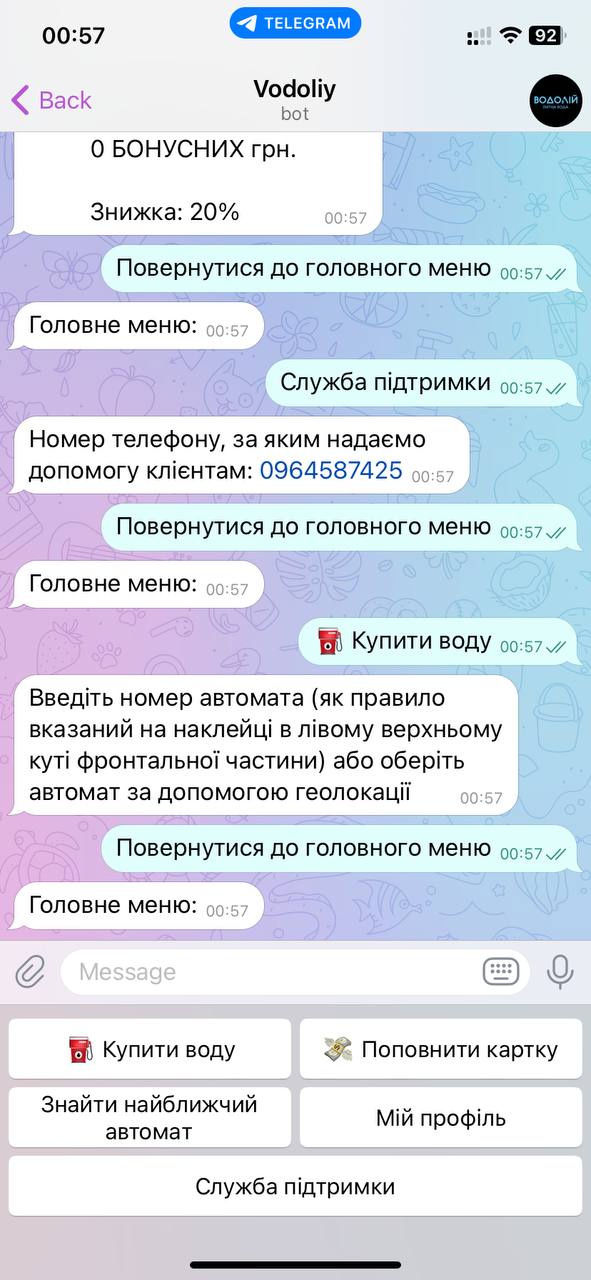 00:57
TELEGRAM
92
Back
Vodoliy
bot
ВОДОЛІЙ
0 БОНУСНИХ грн.
Знижка: 20%
00:57
Повернутися до головного меню 00:57
Головне меню: 00:57
Служба підтримки 00:57
Номер телефону, за яким надаємо
допомогу клієнтам: 0964587425 00:57
Повернутися до головного меню 00:57
Головне меню: 00:57
Купити воду 00:57
Введіть номер автомата (як правило
вказаний на наклейці в лівому верхньому
куті фронтальної частини) або оберіть
автомат за допомогою геолокації 00:57
Повернутися до головного меню 00:57
Головне меню: 00:57
Message
Купити воду
Поповнити картку
Знайти найближчий
автомат
Мій профіль
Служба підтримки